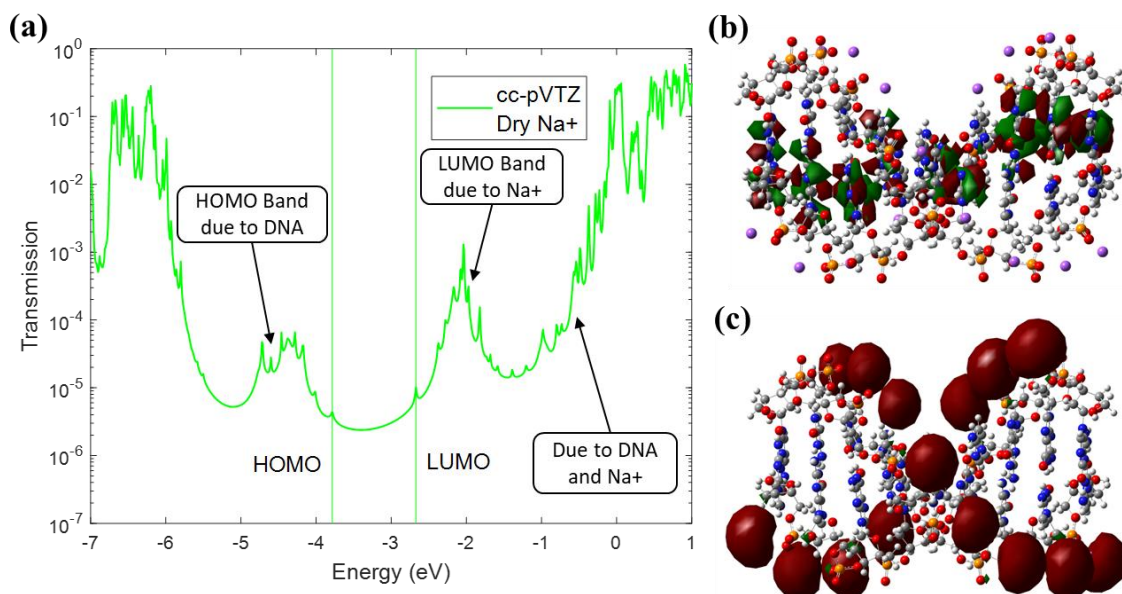 (a)
10^0
10^-1
10^-2
10^-3
10^-4
10^-5
10^-6
10^-7
Transmission
cc-pVTZ
Dry Na+
HOMO Band
due to DNA
LUMO Band
due to Na+
Due to DNA
and Na+
HOMO
LUMO
-7
-6
-5
-4
-3
-2
-1
0
1
Energy (eV)
(b)
(c)